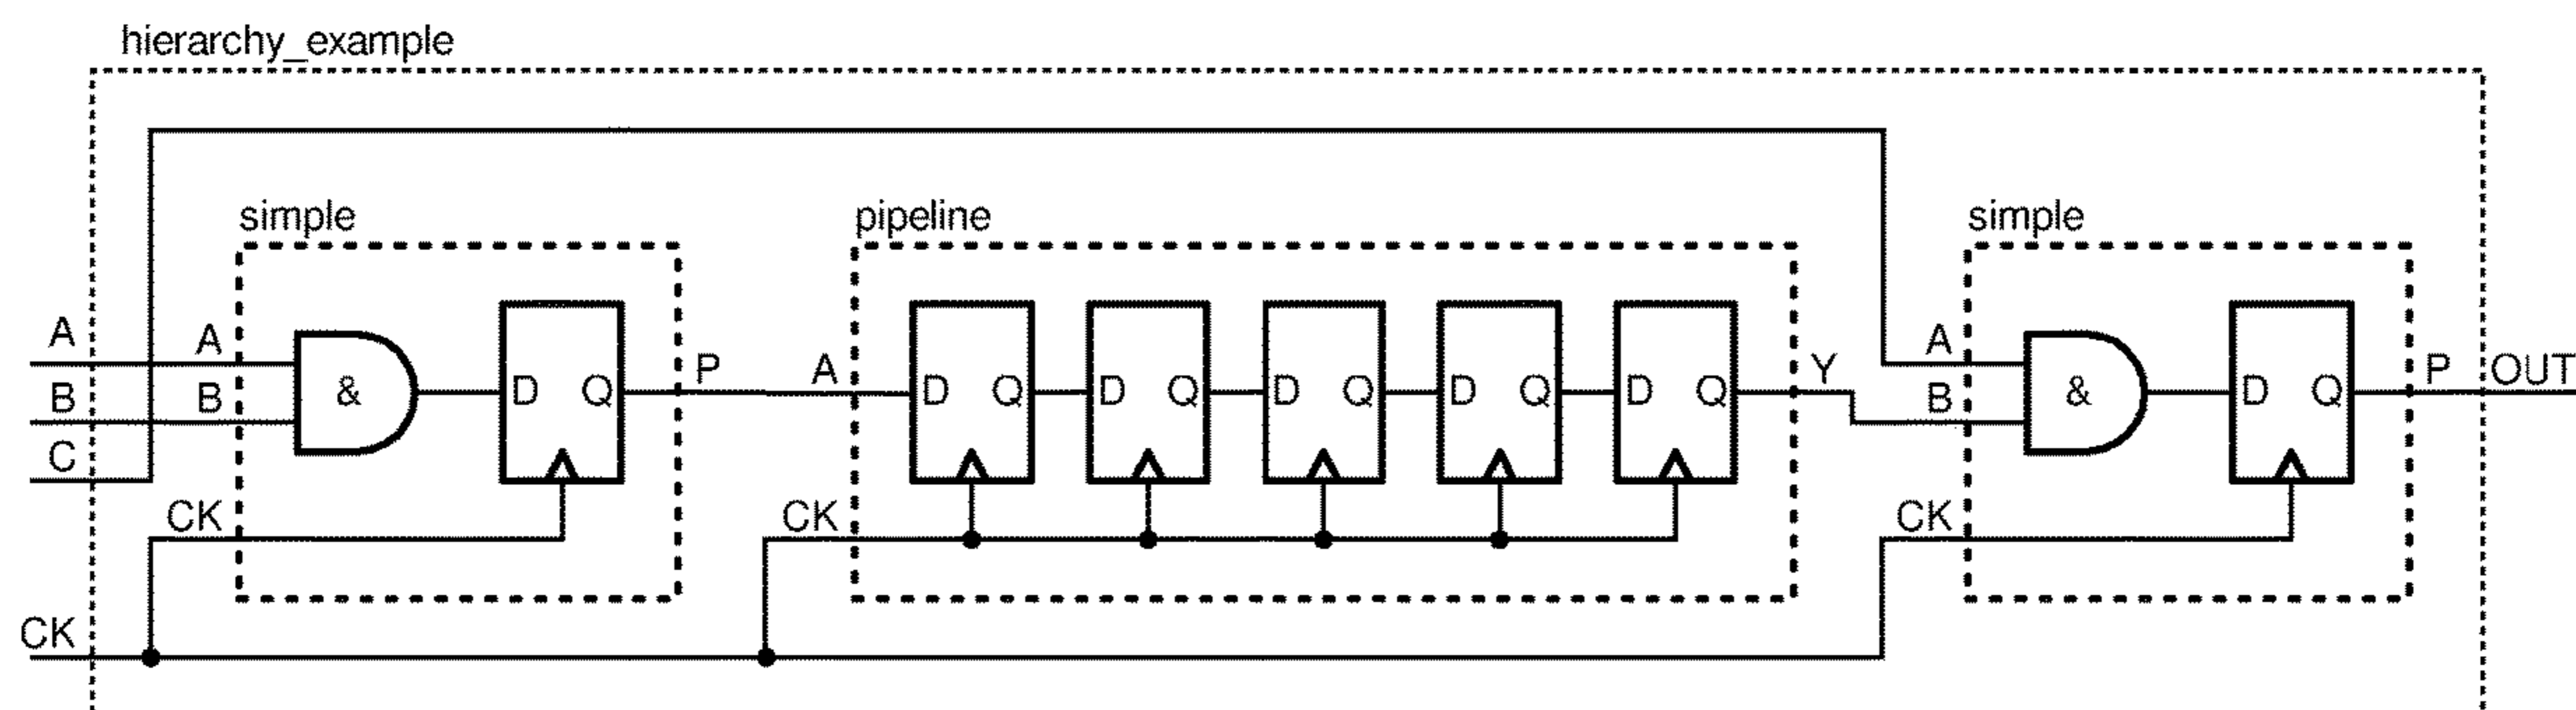 hierarchy_example
simple pipeline simple
A A & D Q P A D Q D Q D Q D Q D Q Y A & D Q P OUT
B B B
C
CK CK CK
CK